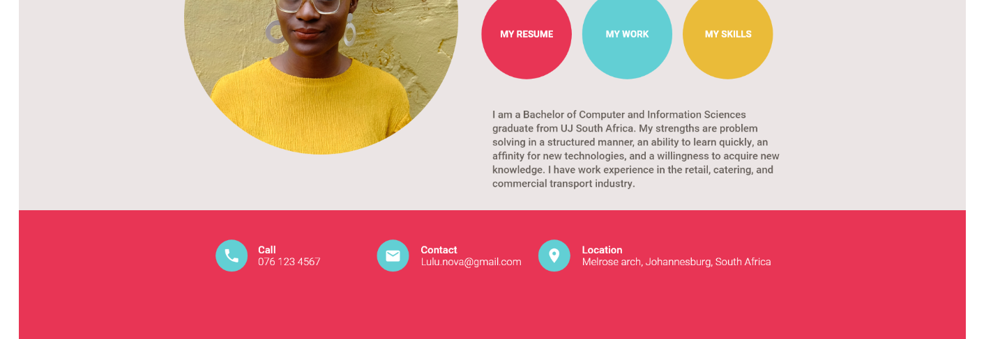 MY RESUME
MY WORK
MY SKILLS
I am a Bachelor of Computer and Information Sciences
graduate from UJ South Africa. My strengths are problem
solving in a structured manner, an ability to learn quickly, an
affinity for new technologies, and a willingness to acquire new
knowledge. I have work experience in the retail, catering, and
commercial transport industry.
Call
076 123 4567
Contact
Lulu.nova@gmail.com
Location
Melrose arch, Johannesburg, South Africa